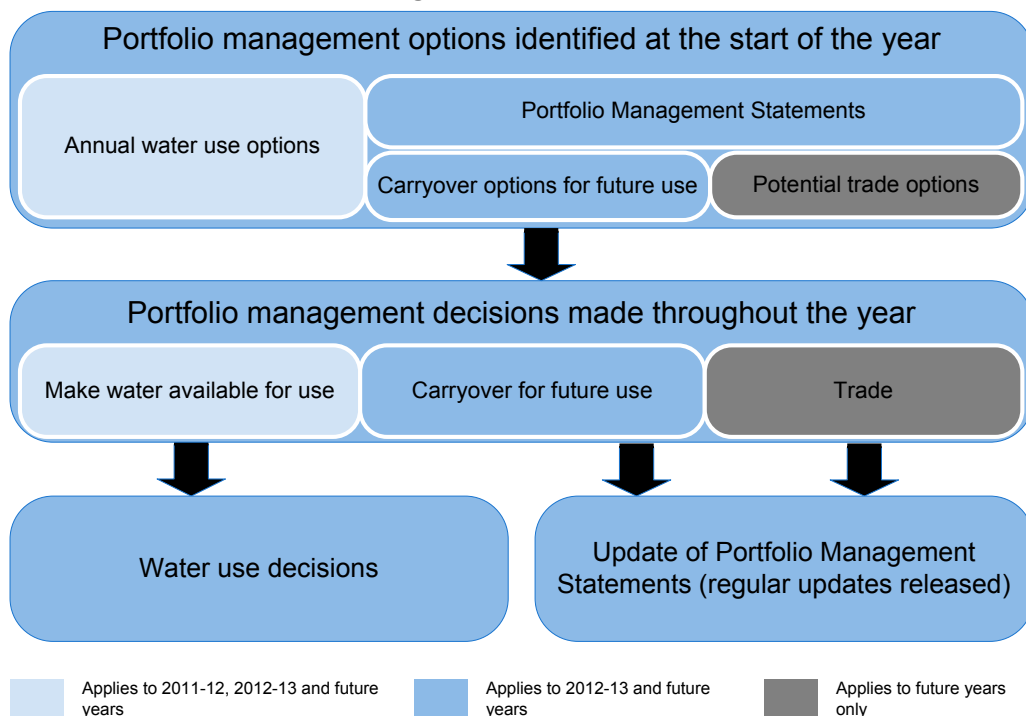 Portfolio management options identified at the start of the year
Annual water use options
Portfolio Management Statements
Carryover options for future use
Potential trade options
Portfolio management decisions made throughout the year
Make water available for use
Carryover for future use
Trade
Water use decisions
Update of Portfolio Management
Statements (regular updates released)
Applies to 2011-12, 2012-13 and future
years
Applies to 2012-13 and future
years
Applies to future years
only